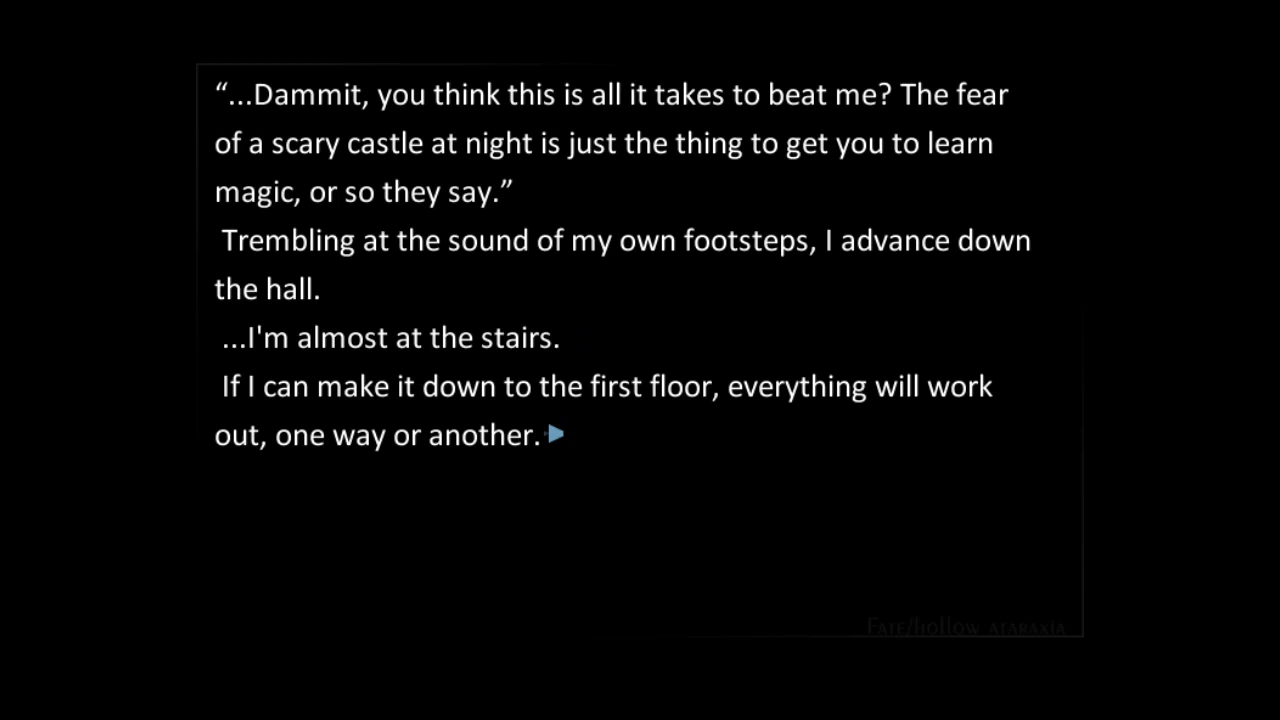 “...Dammit, you think this is all it takes to beat me? The fear
of a scary castle at night is just the thing to get you to learn
magic, or so they say.”
Trembling at the sound of my own footsteps, I advance down
the hall.
...I'm almost at the stairs.
If I can make it down to the first floor, everything will work
out, one way or another.
Fate/hollow ataraxia